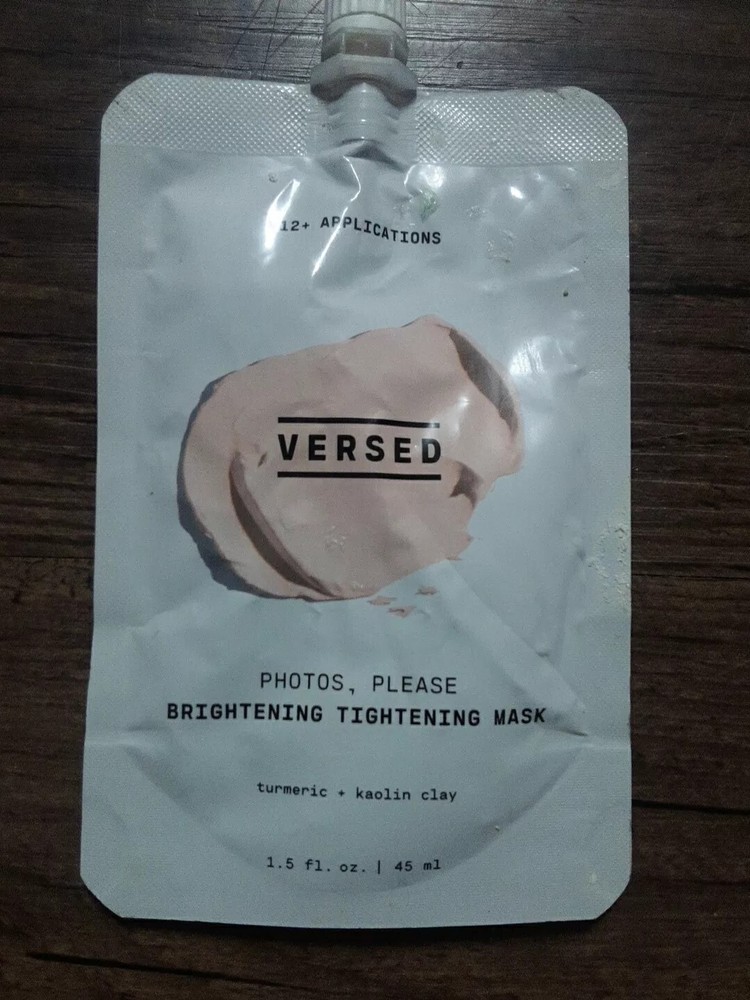 12+ APPLICATIONS
VERSED
PHOTOS, PLEASE
BRIGHTENING TIGHTENING MASK
turmeric + kaolin clay
1.5 fl. oz. | 45 ml